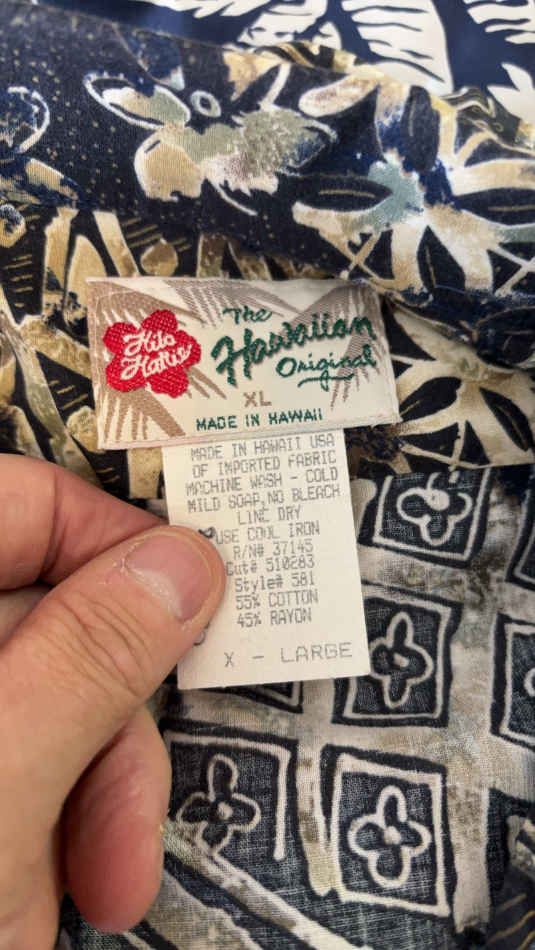 Hilo
Hattie
The
Hawaiian
Original
XL
MADE IN HAWAII
MADE IN HAWAII USA
OF IMPORTED FABRIC
MACHINE WASH - COLD
MILD SOAP, NO BLEACH
LINE DRY
USE COOL IRON
R/N# 37145
Cut# 510283
Style# 581
55% COTTON
45% RAYON
X - LARGE